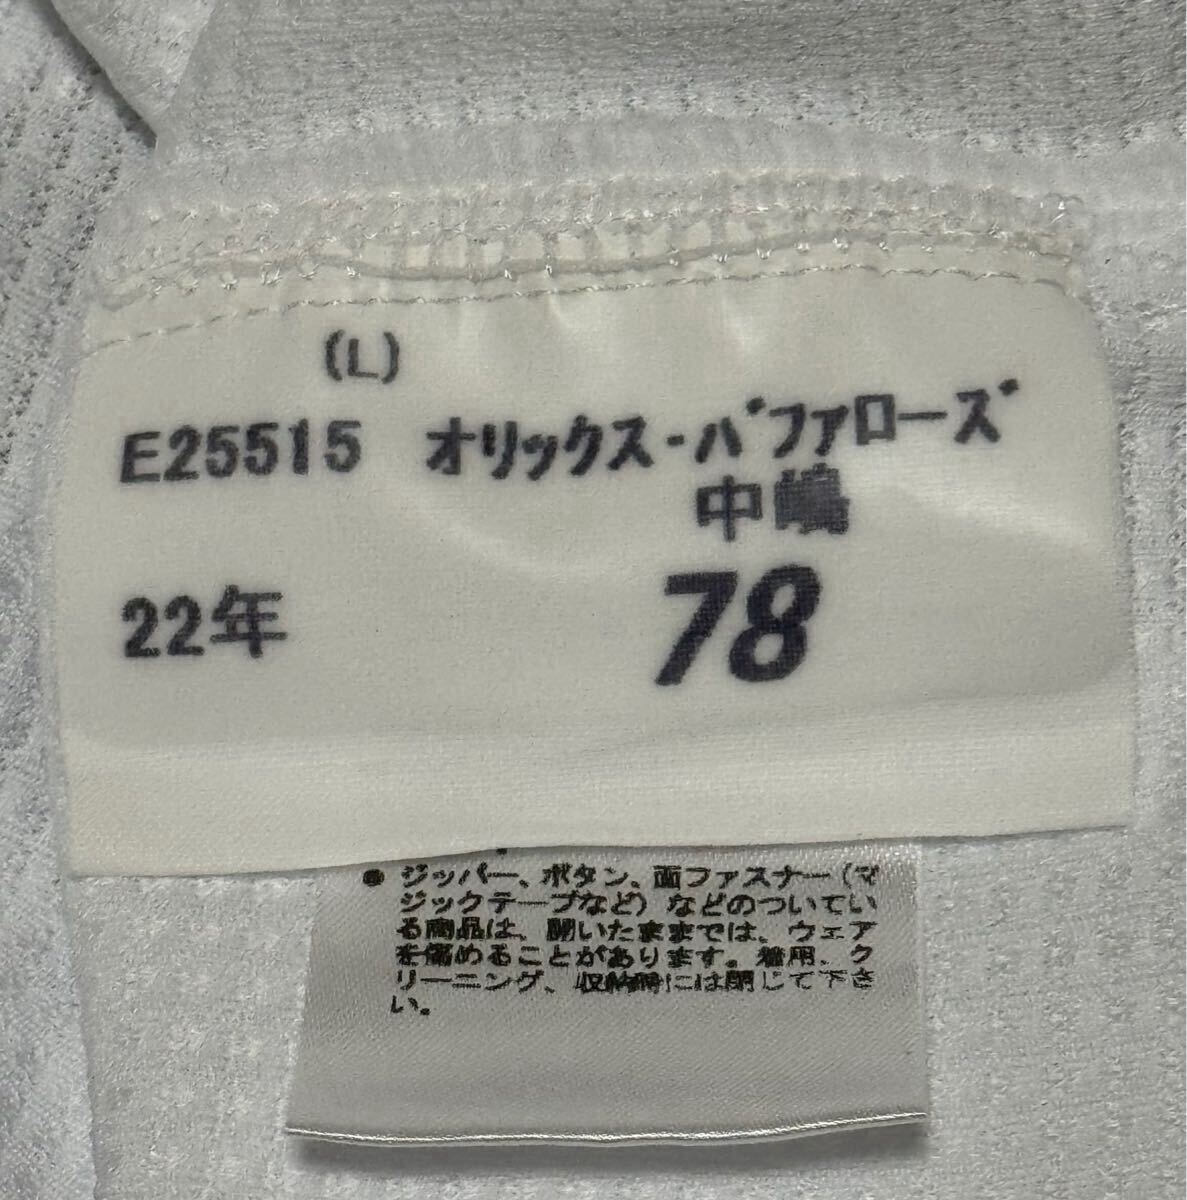 (L)
E25515 オリックス-バファローズ
中嶋
22年 78
● ジッパー、ボタン、面ファスナー(マ
ジックテープなど)などのついてい
る商品は、開いたままでは、ウェア
を痛めることがあります。着用、ク
リーニング、収納時には閉じて下さ
い。